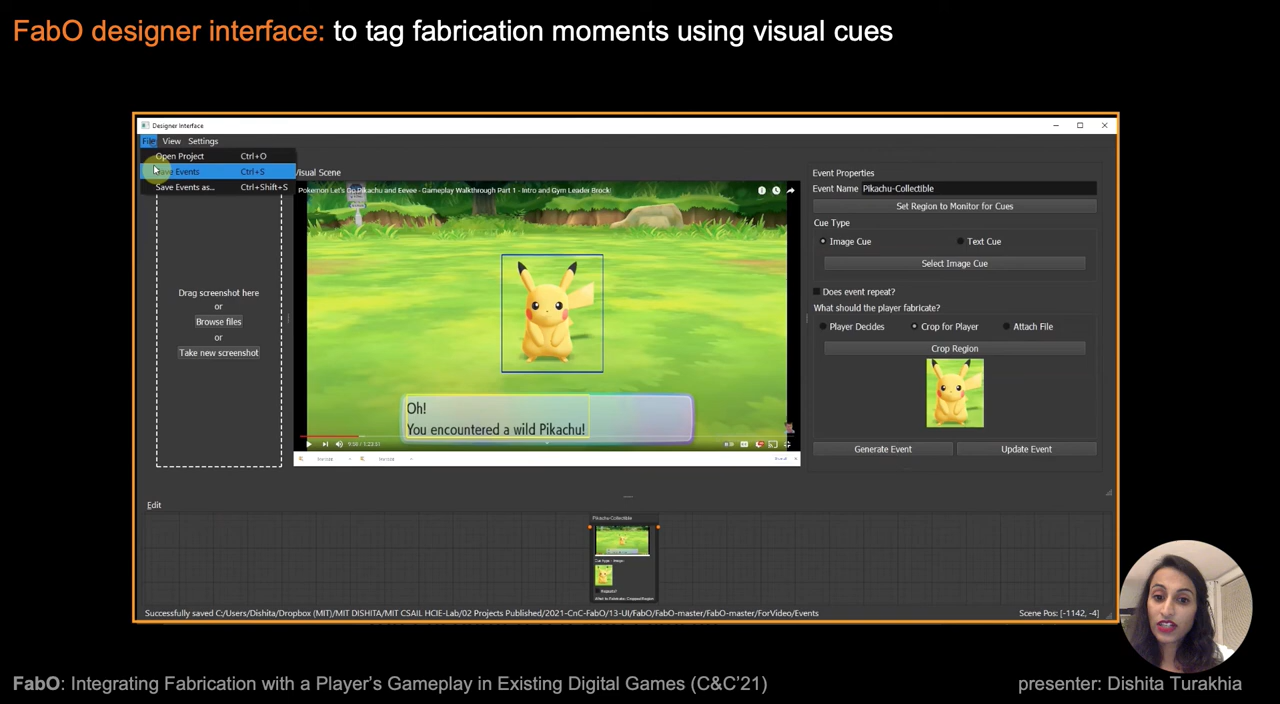 FabO designer interface: to tag fabrication moments using visual cues
Designer Interface
File View Settings
Open Project Ctrl+O
Save Events Ctrl+S
Save Events as... Ctrl+Shift+S
Visual Scene
Drag screenshot here
or
Browse files
or
Take new screenshot
Pokemon Let's Go Pikachu and Eevee - Gameplay Walkthrough Part 1 - Intro and Gym Leader Brock!
Oh!
You encountered a wild Pikachu!
9:58 / 1:23:51
Event Properties
Event Name Pikachu-Collectible
Set Region to Monitor for Cues
Cue Type
Image Cue Text Cue
Select Image Cue
Does event repeat?
What should the player fabricate?
Player Decides Crop for Player Attach File
Crop Region
Generate Event Update Event
Edit
Pikachu-Collectible
Successfully saved C:/Users/Dishita/Dropbox (MIT)/MIT DISHITA/MIT CSAIL HCIE-Lab/02 Projects Published/2021-CnC-FabO/13-UI/FabO/FabO-master/FabO-master/ForVideo/Events
Scene Pos: [-1142, -4]
FabO: Integrating Fabrication with a Player's Gameplay in Existing Digital Games (C&C'21)
presenter: Dishita Turakhia